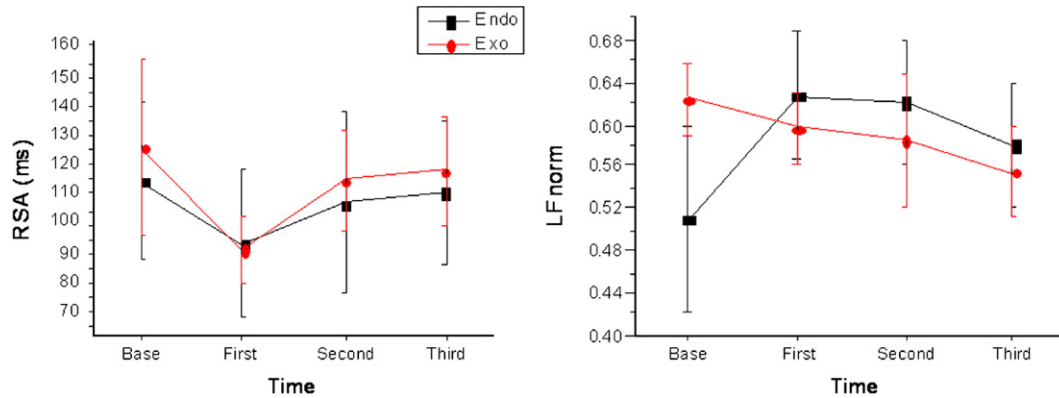 Endo
Exo
RSA (ms)
160
150
140
130
120
110
100
90
80
70
Base
First
Second
Third
Time
LFnorm
0.68
0.64
0.60
0.56
0.52
0.48
0.44
0.40
Base
First
Second
Third
Time